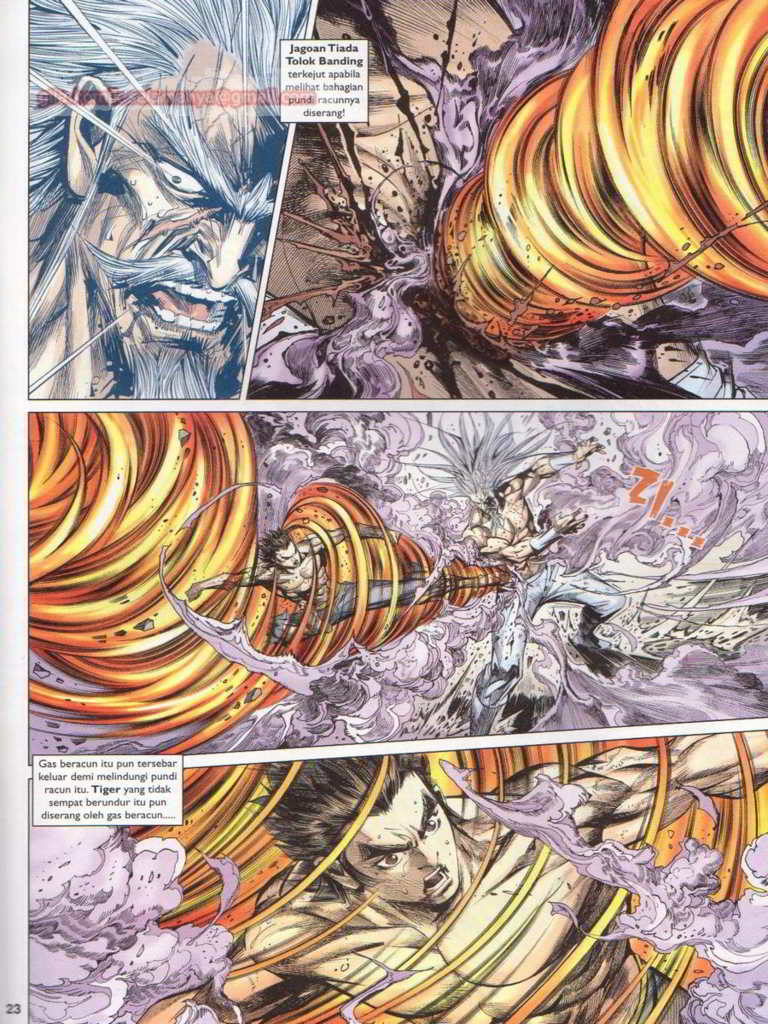 Jagoan Tiada
Tolok Banding
terkejut apabila
melihat bahagian
pundi racunnya
diserang!
ZI...
Gas beracun itu pun tersebar
keluar demi melindungi pundi
racun itu. Tiger yang tidak
sempat berundur itu pun
diserang oleh gas beracun.....
23